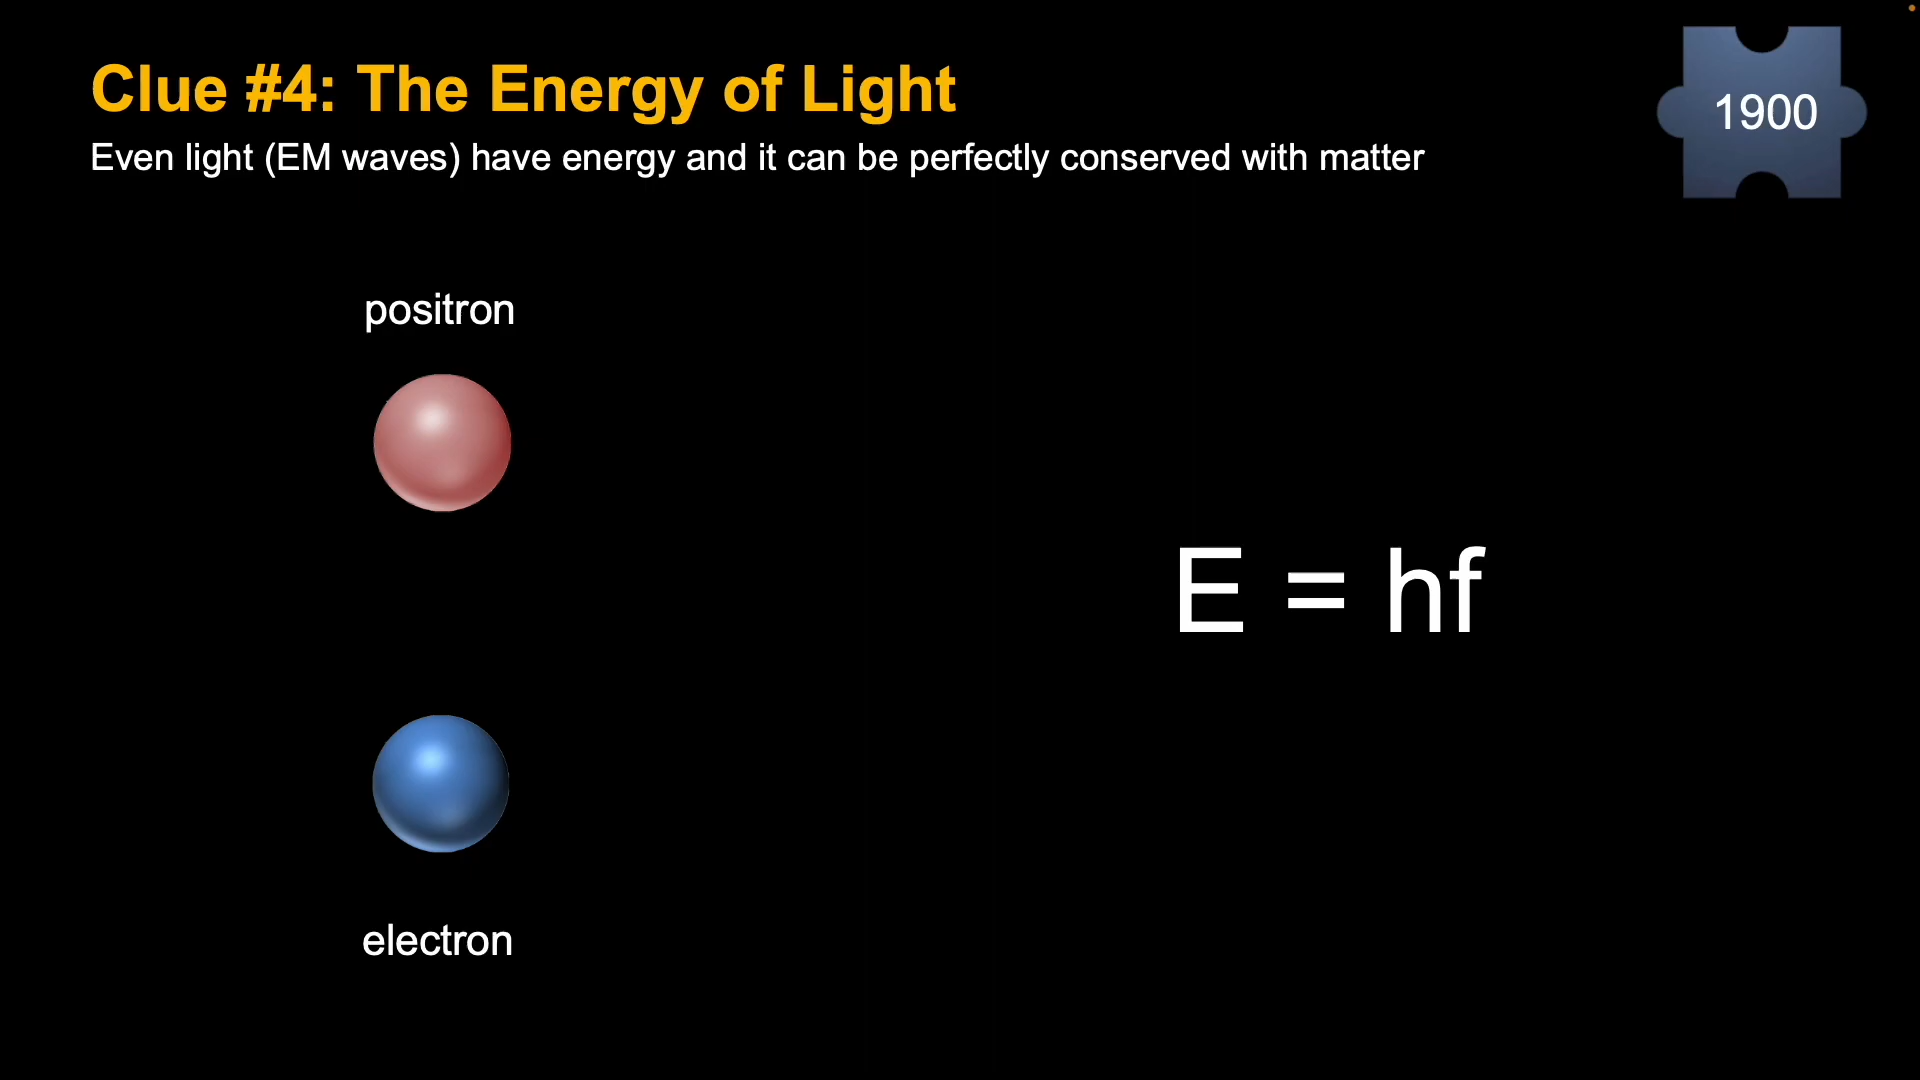 Clue #4: The Energy of Light
Even light (EM waves) have energy and it can be perfectly conserved with matter
1900
positron
E = hf
electron